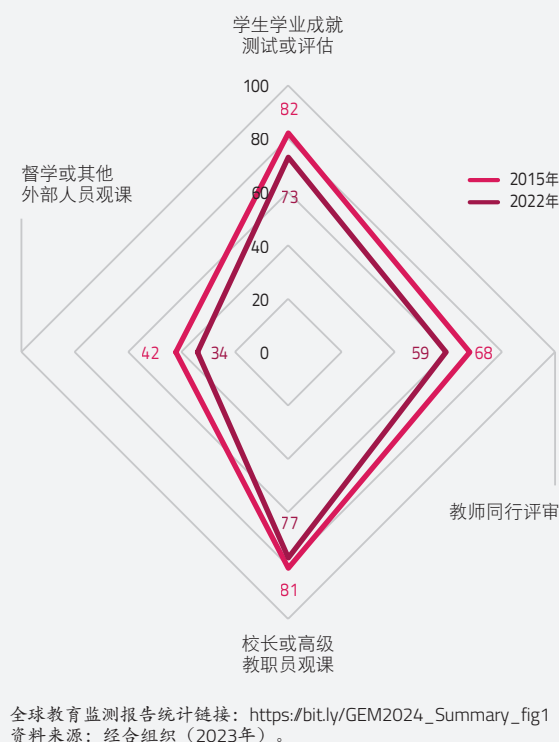 学生学业成就
测试或评估
100
82
80
督学或其他
外部人员观课
2015年
60
73
2022年
40
20
42
34
0
59
68
教师同行评审
77
81
校长或高级
教职员观课
全球教育监测报告统计链接：https://bit.ly/GEM2024_Summary_fig1
资料来源：经合组织（2023年）。